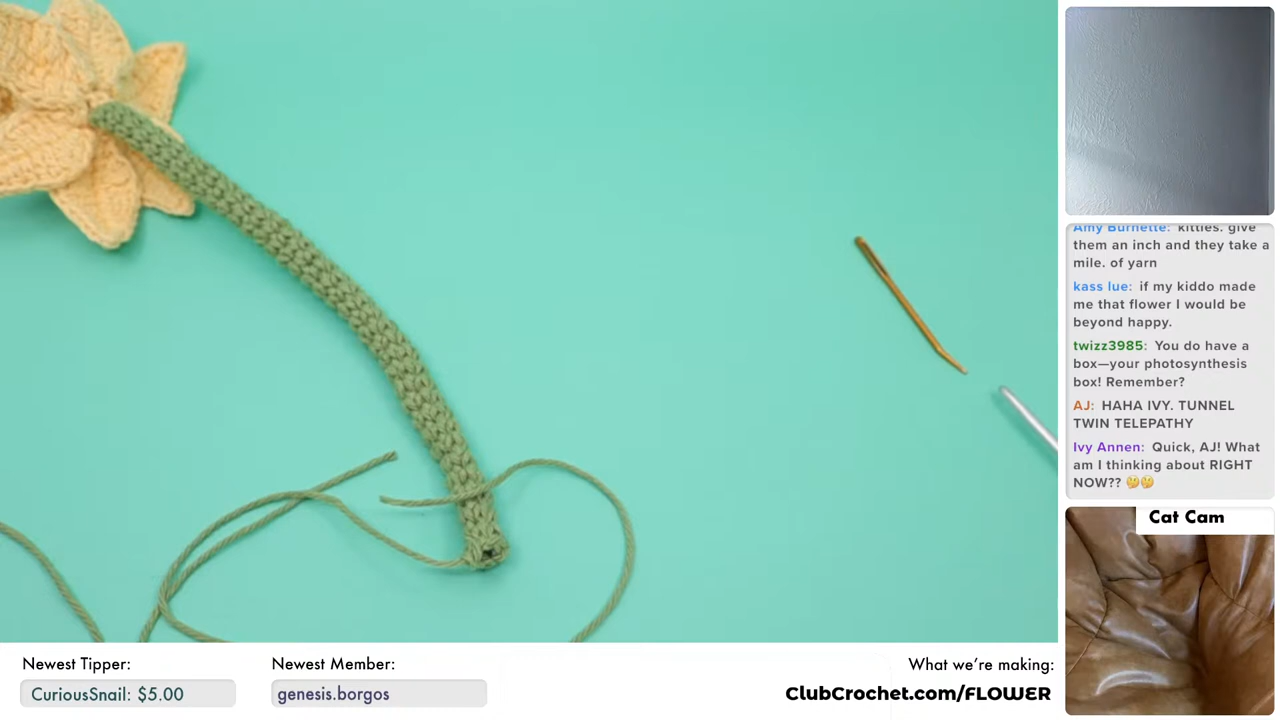 Amy Burnette: kitties. give
them an inch and they take a
mile. of yarn
kass lue: if my kiddo made
me that flower I would be
beyond happy.
twizz3985: You do have a
box—your photosynthesis
box! Remember?
AJ: HAHA IVY. TUNNEL
TWIN TELEPATHY
Ivy Annen: Quick, AJ! What
am I thinking about RIGHT
NOW?? 🤔🤔
Cat Cam
Newest Tipper:
CuriousSnail: $5.00
Newest Member:
genesis.borgos
What we’re making:
ClubCrochet.com/FLOWER